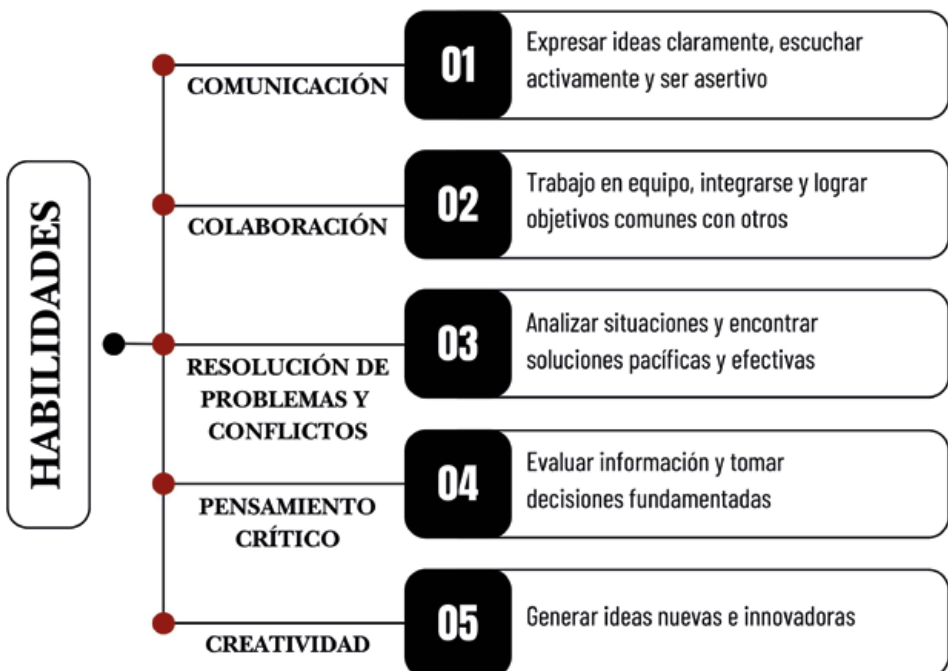 HABILIDADES
COMUNICACIÓN
01
Expresar ideas claramente, escuchar
activamente y ser asertivo
COLABORACIÓN
02
Trabajo en equipo, integrarse y lograr
objetivos comunes con otros
RESOLUCIÓN DE
PROBLEMAS Y
CONFLICTOS
03
Analizar situaciones y encontrar
soluciones pacíficas y efectivas
PENSAMIENTO
CRÍTICO
04
Evaluar información y tomar
decisiones fundamentadas
CREATIVIDAD
05
Generar ideas nuevas e innovadoras